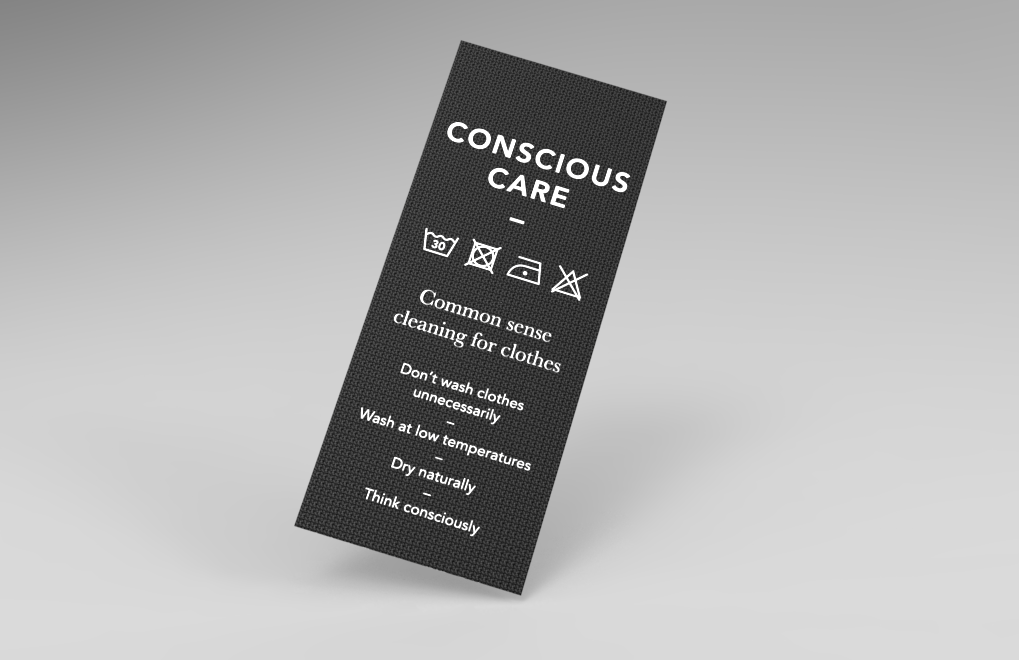 CONSCIOUS
CARE
–
30
Common sense
cleaning for clothes
Don't wash clothes
unnecessarily
–
Wash at low temperatures
–
Dry naturally
–
Think consciously